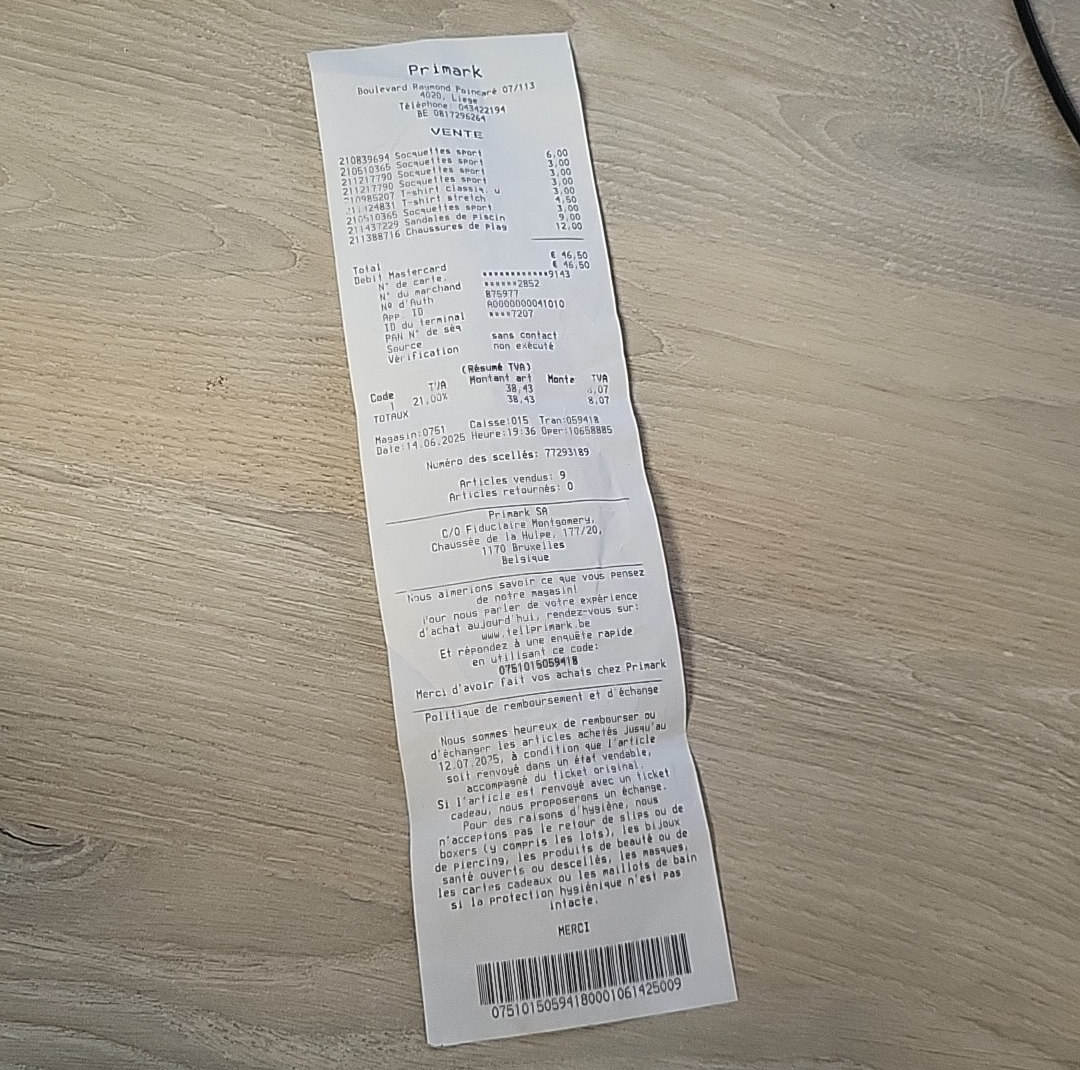 Primark
Boulevard Raymond Poincaré 07/113
4020, Liege
Téléphone: 043422194
BE 0817296264
VENTE
210839694 Socquettes sport 6,00
210510365 Socquettes sport 3,00
211217790 Socquettes sport 3,00
211217790 Socquettes sport 3,00
210985207 T-shirt classiq. u 3,00
T-shirt stretch 4,50
210510365 Socquettes sport 3,00
211437229 Sandales de Piscin 9,00
211388716 Chaussures de Plag 12,00
Total € 46,50
Debit Mastercard € 46,50
N° de carte. ************9143
N° du marchand ******2852
Nº d'Auth 875977
App. ID A0000000041010
ID du terminal ****7207
PAN N° de séq
Source sans contact
Vérification non exécuté
(Résumé TVA)
Code TVA Montant art Monta TVA
1 21,00% 38,43 8,07
TOTAUX 38,43 8,07
Magasin:0751 Caisse:015 Tran:059418
Date:14.06.2025 Heure:19:36 Oper:10658885
Numéro des scellés: 77293189
Articles vendus: 9
Articles retournés: 0
Primark SA
C/O Fiduciaire Montgomery,
Chaussée de la Hulpe, 177/20,
1170 Bruxelles
Belgique
Nous aimerions savoir ce que vous pensez
de notre magasin!
Pour nous parler de votre expérience
d'achat aujourd'hui, rendez-vous sur:
www.tellprimark.be
Et répondez à une enquête rapide
en utilisant ce code:
0751015059418
Merci d'avoir fait vos achats chez Primark
Politique de remboursement et d'échange
Nous sommes heureux de rembourser ou
d'échanger les articles achetés jusqu'au
12.07.2025, à condition que l'article
soit renvoyé dans un état vendable,
accompagné du ticket original.
Si l'article est renvoyé avec un ticket
cadeau, nous proposerons un échange.
Pour des raisons d'hygiène, nous
n'acceptons pas le retour de slips ou de
boxers (y compris les lots), les bijoux
de piercing, les produits de beauté ou de
santé ouverts ou descellés, les masques,
les cartes cadeaux ou les maillots de bain
si la protection hygiénique n'est pas
intacte.
MERCI
07510150594180001061425009